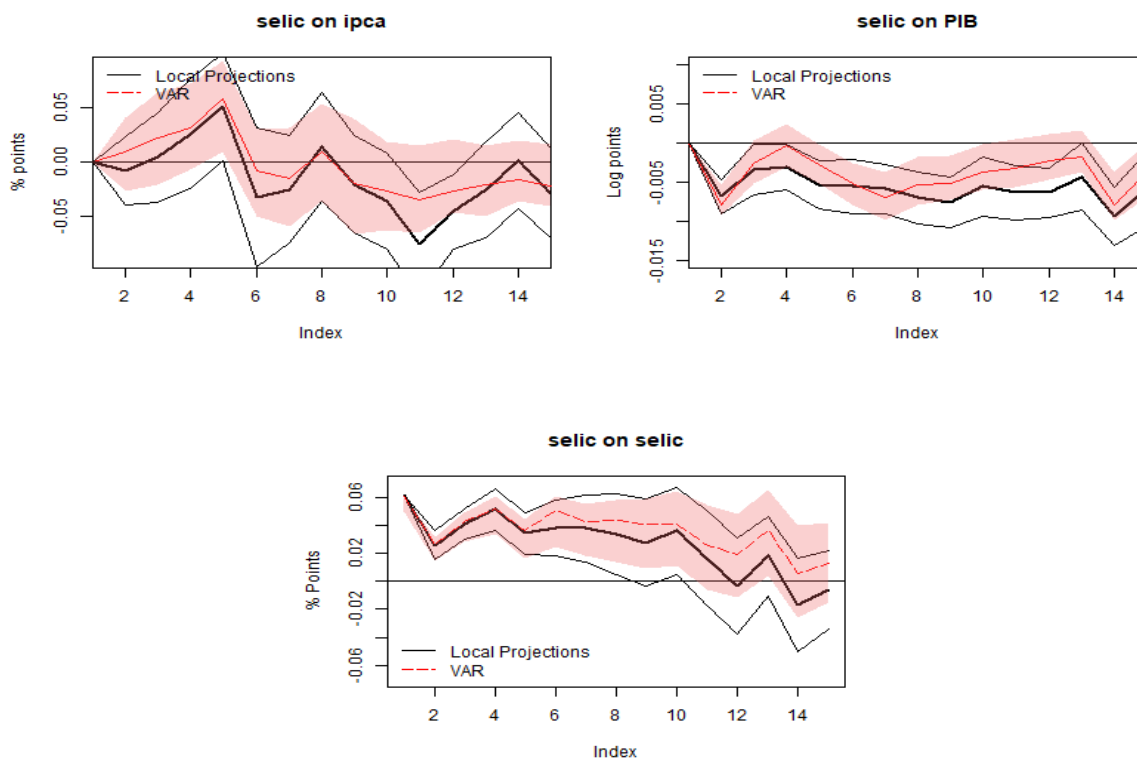 selic on ipca
Local Projections
VAR
% points
0.05
0.00
-0.05
2 4 6 8 10 12 14
Index
selic on PIB
Local Projections
VAR
Log points
0.005
-0.005
-0.015
2 4 6 8 10 12 14
Index
selic on selic
% Points
0.06
0.02
-0.02
-0.06
Local Projections
VAR
2 4 6 8 10 12 14
Index